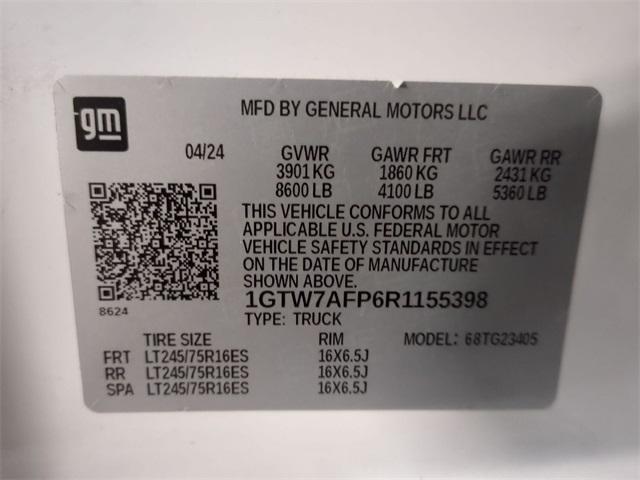 gm
MFD BY GENERAL MOTORS LLC
04/24 GVWR GAWR FRT GAWR RR
3901 KG 1860 KG 2431 KG
8600 LB 4100 LB 5360 LB
THIS VEHICLE CONFORMS TO ALL
APPLICABLE U.S. FEDERAL MOTOR
VEHICLE SAFETY STANDARDS IN EFFECT
ON THE DATE OF MANUFACTURE
SHOWN ABOVE.
8624
1GTW7AFP6R1155398
TYPE: TRUCK
TIRE SIZE RIM MODEL: 68TG23405
FRT LT245/75R16ES 16X6.5J
RR LT245/75R16ES 16X6.5J
SPA LT245/75R16ES 16X6.5J